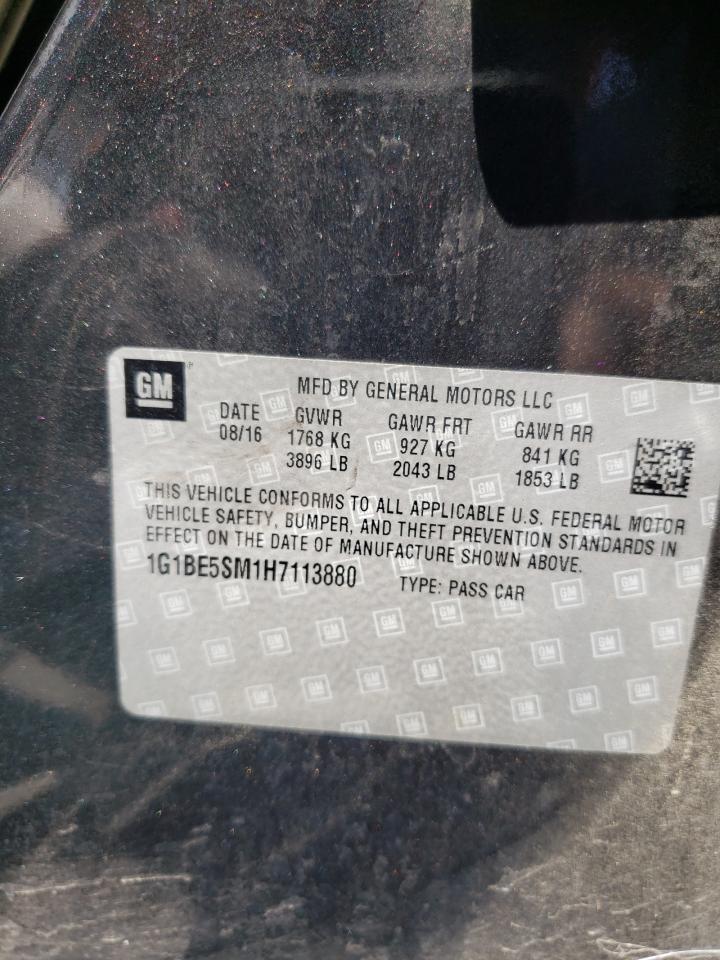 GM
MFD BY GENERAL MOTORS LLC
DATE GVWR GAWR FRT GAWR RR
08/16 1768 KG 927 KG 841 KG
3896 LB 2043 LB 1853 LB
THIS VEHICLE CONFORMS TO ALL APPLICABLE U.S. FEDERAL MOTOR
VEHICLE SAFETY, BUMPER, AND THEFT PREVENTION STANDARDS IN
EFFECT ON THE DATE OF MANUFACTURE SHOWN ABOVE.
1G1BE5SM1H7113880 TYPE: PASS CAR